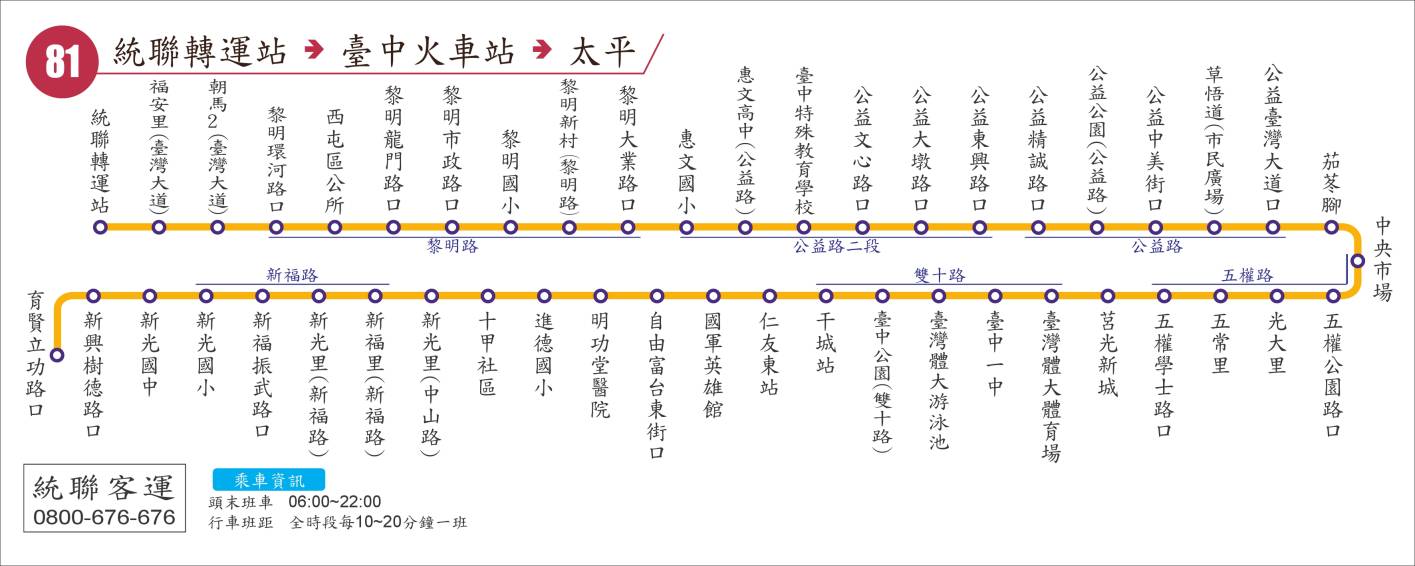 81 統聯轉運站 → 臺中火車站 → 太平
統聯轉運站
福安里(臺灣大道)
朝馬2(臺灣大道)
黎明環河路口
西屯區公所
黎明龍門路口
黎明市政路口
黎明國小
黎明新村(黎明路)
黎明大業路口
惠文國小
惠文高中(公益路)
臺中特殊教育學校
公益文心路口
公益大墩路口
公益東興路口
公益精誠路口
公益公園(公益路)
公益中美街口
草悟道(市民廣場)
公益臺灣大道口
茄苳腳
中央市場
黎明路
公益路二段
公益路
新福路
雙十路
五權路
育賢立功路口
新興樹德路口
新光國中
新光國小
新福振武路口
新光里(新福路)
新福里(新福路)
新光里(中山路)
十甲社區
進德國小
明功堂醫院
自由富台東街口
國軍英雄館
仁友東站
干城站
臺中公園(雙十路)
臺灣體大游泳池
臺中一中
臺灣體大體育場
莒光新城
五權學士路口
五常里
光大里
五權公園路口
統聯客運
0800-676-676
乘車資訊
頭末班車 06:00~22:00
行車班距 全時段每10~20分鐘一班